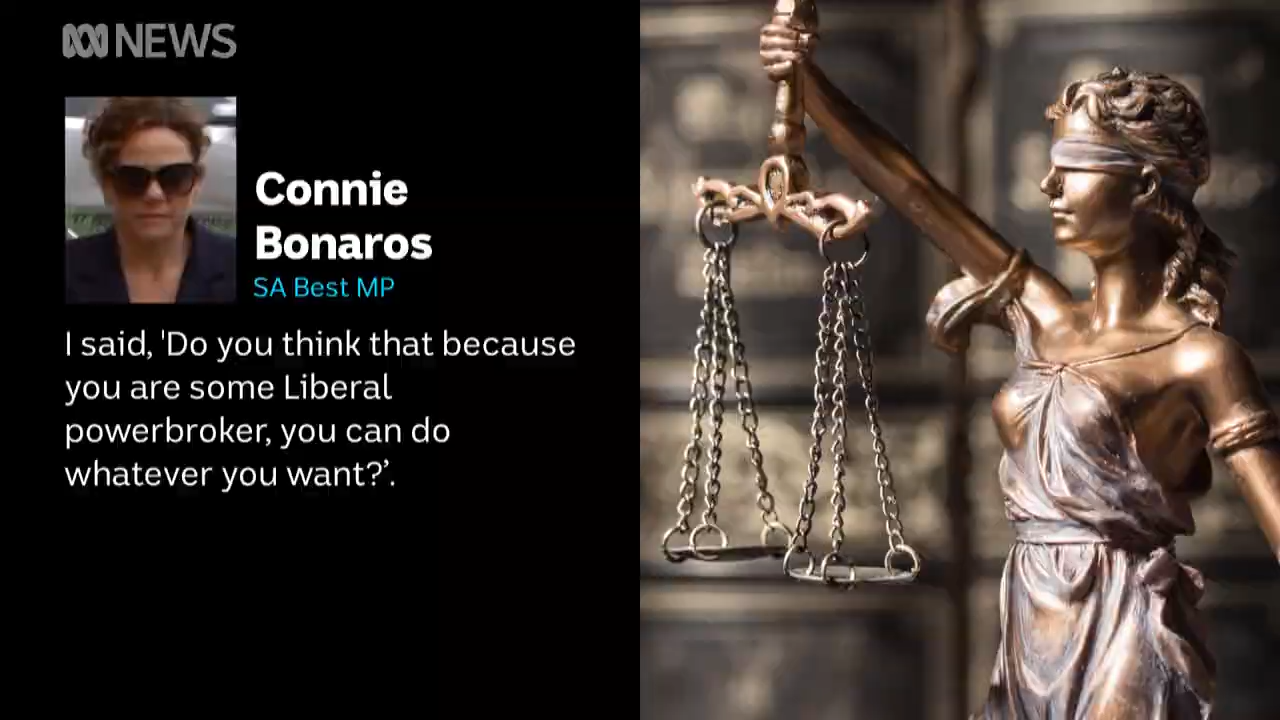 NEWS
Connie
Bonaros
SA Best MP
I said, 'Do you think that because
you are some Liberal
powerbroker, you can do
whatever you want?’.